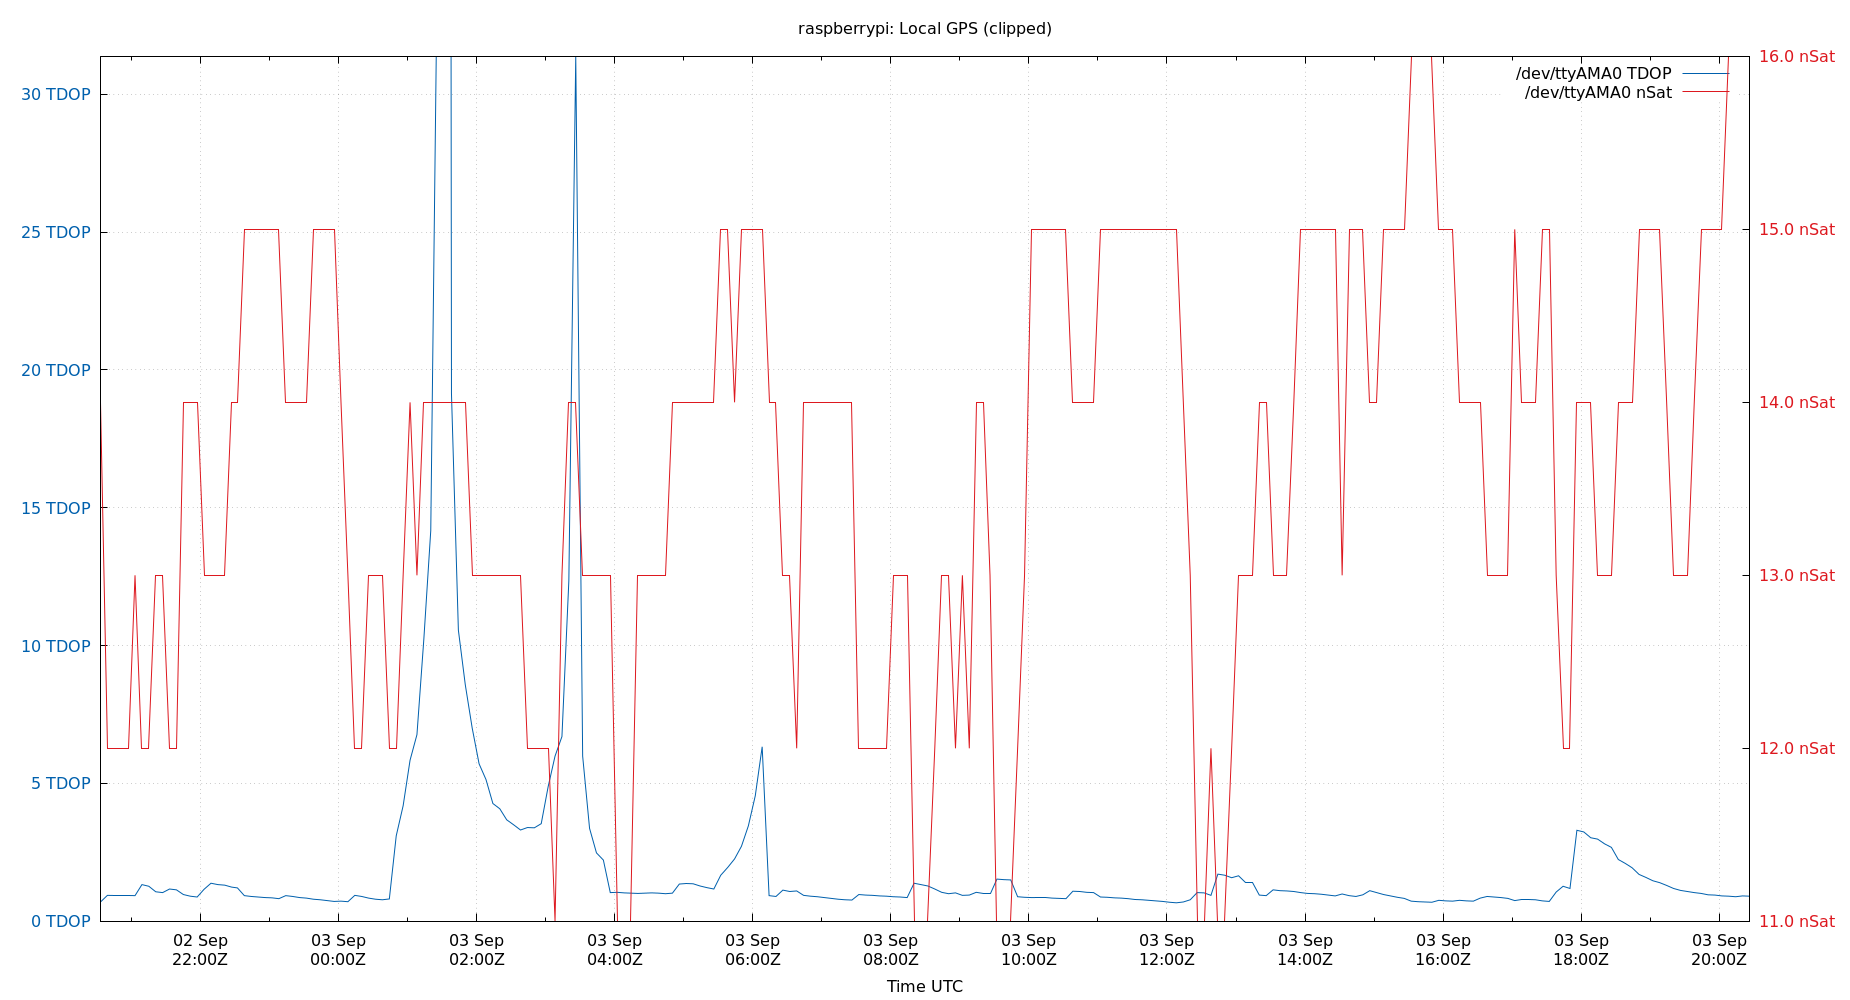 raspberrypi: Local GPS (clipped)
16.0 nSat
/dev/ttyAMA0 TDOP
/dev/ttyAMA0 nSat
30 TDOP
25 TDOP
15.0 nSat
20 TDOP
14.0 nSat
15 TDOP
13.0 nSat
10 TDOP
12.0 nSat
5 TDOP
0 TDOP
11.0 nSat
02 Sep 03 Sep 03 Sep 03 Sep 03 Sep 03 Sep 03 Sep 03 Sep 03 Sep 03 Sep 03 Sep 03 Sep
22:00Z 00:00Z 02:00Z 04:00Z 06:00Z 08:00Z 10:00Z 12:00Z 14:00Z 16:00Z 18:00Z 20:00Z
Time UTC